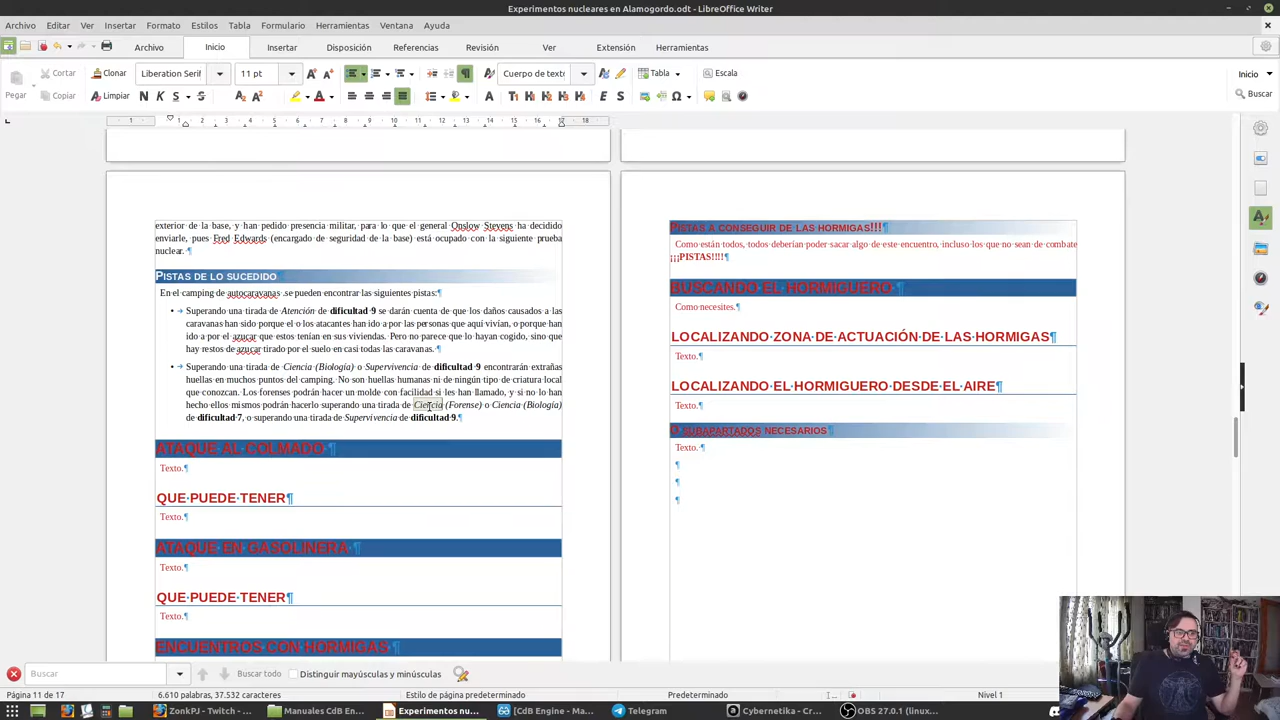 Experimentos nucleares en Alamogordo.odt - LibreOffice Writer
Archivo Editar Ver Insertar Formato Estilos Tabla Formulario Herramientas Ventana Ayuda
Archivo Inicio Insertar Disposición Referencias Revisión Ver Extensión Herramientas
Pegar Cortar Clonar Liberation Serif 11 pt Cuerpo de texto Tabla Escala Inicio
Copiar Limpiar Buscar
exterior de la base, y han pedido presencia militar, para lo que el general Onslow Stevens ha decidido
enviarle, pues Fred Edwards (encargado de seguridad de la base) está ocupado con la siguiente prueba
nuclear. ¶
PISTAS DE LO SUCEDIDO¶
En el camping de autocaravanas .se pueden encontrar las siguientes pistas:¶
• Superando una tirada de Atención de dificultad 9 se darán cuenta de que los daños causados a las
caravanas han sido porque el o los atacantes han ido a por las personas que aquí vivían, o porque han
ido a por el azucar que estos tenían en sus viviendas. Pero no parece que lo hayan cogido, sino que
hay restos de azucar tirado por el suelo en casi todas las caravanas. ¶
• Superando una tirada de Ciencia (Biología) o Supervivencia de dificultad 9 encontrarán extrañas
huellas en muchos puntos del camping. No son huellas humanas ni de ningún tipo de criatura local
que conozcan. Los forenses podrán hacer un molde con facilidad si les han llamado, y si no lo han
hecho ellos mismos podrán hacerlo superando una tirada de Ciencia (Forense) o Ciencia (Biología)
de dificultad 7, o superando una tirada de Supervivencia de dificultad 9.¶
ATAQUE AL COLMADO ¶
Texto.¶
QUE PUEDE TENER¶
Texto.¶
ATAQUE EN GASOLINERA ¶
Texto.¶
QUE PUEDE TENER¶
Texto.¶
ENCUENTROS CON HORMIGAS ¶
PISTAS A CONSEGUIR DE LAS HORMIGAS!!!¶
Como están todos, todos deberían poder sacar algo de este encuentro, incluso los que no sean de combate
¡¡¡PISTAS!!!!¶
BUSCANDO EL HORMIGUERO ¶
Como necesites.¶
LOCALIZANDO ZONA DE ACTUACIÓN DE LAS HORMIGAS¶
Texto.¶
LOCALIZANDO EL HORMIGUERO DESDE EL AIRE¶
Texto.¶
O SUBAPARTADOS NECESARIOS¶
Texto. ¶
¶
¶
¶
Buscar Buscar todo Distinguir mayúsculas y minúsculas
Página 11 de 17 6.610 palabras, 37.532 caracteres Estilo de página predeterminado Predeterminado Nivel 1
ZonkPJ - Twitch - ... Manuales CdB En... Experimentos nu... [CdB Engine - Ma... Telegram Cybernetika - Cr... OBS 27.0.1 (linux...